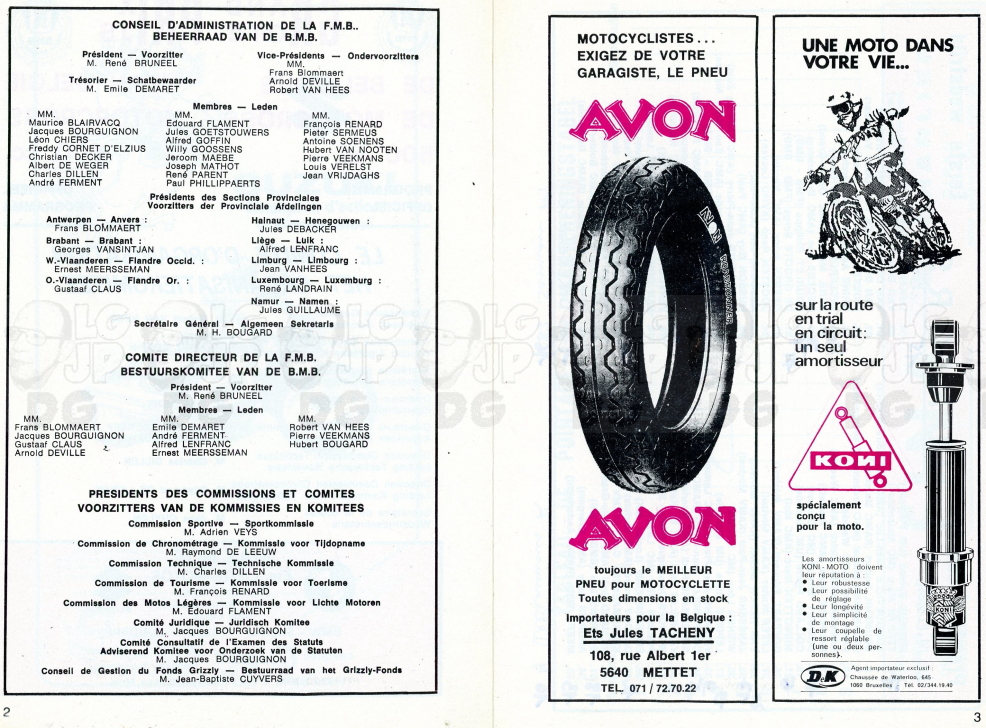 CONSEIL D'ADMINISTRATION DE LA F.M.B..
BEHEERRAAD VAN DE B.M.B.
Président — Voorzitter
M. René BRUNEEL
Trésorier — Schatbewaarder
M. Emile DEMARET
Vice-Présidents — Ondervoorzitters
MM.
Frans Blommaert
Arnold DEVILLE
Robert VAN HEES
Membres — Leden
MM.
Maurice BLAIRVACQ
Jacques BOURGUIGNON
Léon CHIERS
Freddy CORNET D'ELZIUS
Christian DECKER
Albert DE WEGER
Charles DILLEN
André FERMENT
MM.
Edouard FLAMENT
Jules GOETSTOUWERS
Alfred GOFFIN
Willy GOOSSENS
Jeroom MAEBE
Joseph MATHOT
René PARENT
Paul PHILLIPPAERTS
MM.
François RENARD
Pieter SERMEUS
Antoine SOENENS
Hubert VAN NOOTEN
Pierre VEEKMANS
Louis VERELST
Jean VRIJDAGHS
Présidents des Sections Provinciales
Voorzitters der Provinciale Afdelingen
Antwerpen — Anvers :
Frans BLOMMAERT
Brabant — Brabant :
Georges VANSINTJAN
W.-Vlaanderen — Flandre Occid. :
Ernest MEERSSEMAN
O.-Vlaanderen — Flandre Or. :
Gustaaf CLAUS
Hainaut — Henegouwen :
Jules DEBACKER
Liège — Luik :
Alfred LENFRANC
Limburg — Limbourg :
Jean VANHEES
Luxembourg — Luxemburg :
René LANDRAIN
Namur — Namen :
Jules GUILLAUME
Secrétaire Général — Algemeen Sekretaris
M. H. BOUGARD
COMITE DIRECTEUR DE LA F.M.B.
BESTUURSKOMITEE VAN DE B.M.B.
Président — Voorzitter
M. René BRUNEEL
Membres — Leden
MM.
Frans BLOMMAERT
Jacques BOURGUIGNON
Gustaaf CLAUS
Arnold DEVILLE
MM.
Emile DEMARET
André FERMENT
Alfred LENFRANC
Ernest MEERSSEMAN
MM.
Robert VAN HEES
Pierre VEEKMANS
Hubert BOUGARD
PRESIDENTS DES COMMISSIONS ET COMITES
VOORZITTERS VAN DE KOMMISSIES EN KOMITEES
Commission Sportive — Sportkommissie
M. Adrien VEYS
Commission de Chronométrage — Kommissie voor Tijdopname
M. Raymond DE LEEUW
Commission Technique — Technische Kommissie
M. Charles DILLEN
Commission de Tourisme — Kommissie voor Toerisme
M. François RENARD
Commission des Motos Légères — Kommissie voor Lichte Motoren
M. Edouard FLAMENT
Comité Juridique — Juridisch Komitee
M. Jacques BOURGUIGNON
Comité Consultatif de l'Examen des Statuts
Adviserend Komitee voor Onderzoek van de Statuten
M. Jacques BOURGUIGNON
Conseil de Gestion du Fonds Grizzly — Bestuurraad van het Grizzly-Fonds
M. Jean-Baptiste CUYVERS
2
MOTOCYCLISTES...
EXIGEZ DE VOTRE
GARAGISTE, LE PNEU
AVON
AVON
AVON
toujours le MEILLEUR
PNEU pour MOTOCYCLETTE
Toutes dimensions en stock
Importateurs pour la Belgique :
Ets Jules TACHENY
108, rue Albert 1er
5640 METTET
TEL. 071 / 72.70.22
UNE MOTO DANS
VOTRE VIE...
sur la route
en trial
en circuit:
un seul
amortisseur
KONI
spécialement
conçu
pour la moto.
Les amortisseurs
KONI - MOTO doivent
leur réputation à :
● Leur robustesse
● Leur possibilité
de réglage
● Leur longévité
● Leur simplicité
de montage
● Leur coupelle de
ressort réglable
(une ou deux per-
sonnes).
KONI
DeK
Agent importateur exclusif :
Chaussée de Waterloo, 645
1060 Bruxelles - Tél. 02/344.19.40
3
LG
JP
DG